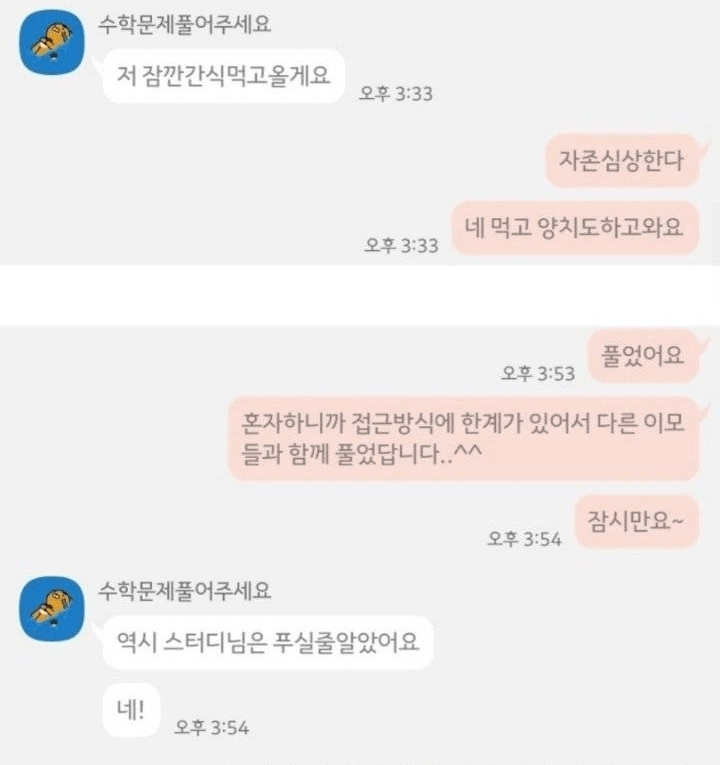 수학문제풀어주세요
저 잠깐간식먹고올게요
오후 3:33
자존심상한다
네 먹고 양치도하고와요
오후 3:33
풀었어요
오후 3:53
혼자하니까 접근방식에 한계가 있어서 다른 이모
들과 함께 풀었답니다..^^
잠시만요~
오후 3:54
수학문제풀어주세요
역시 스터디님은 푸실줄알았어요
네!
오후 3:54